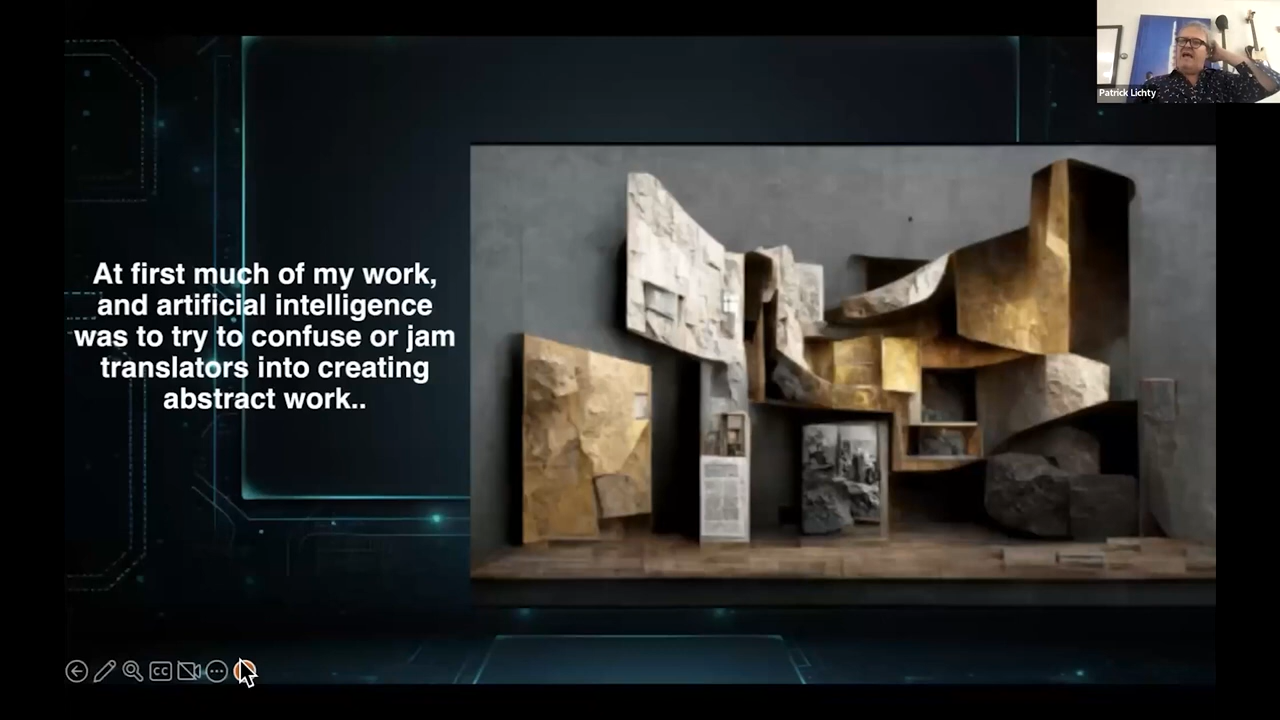 Patrick Lichty
At first much of my work,
and artificial intelligence
was to try to confuse or jam
translators into creating
abstract work..
CC